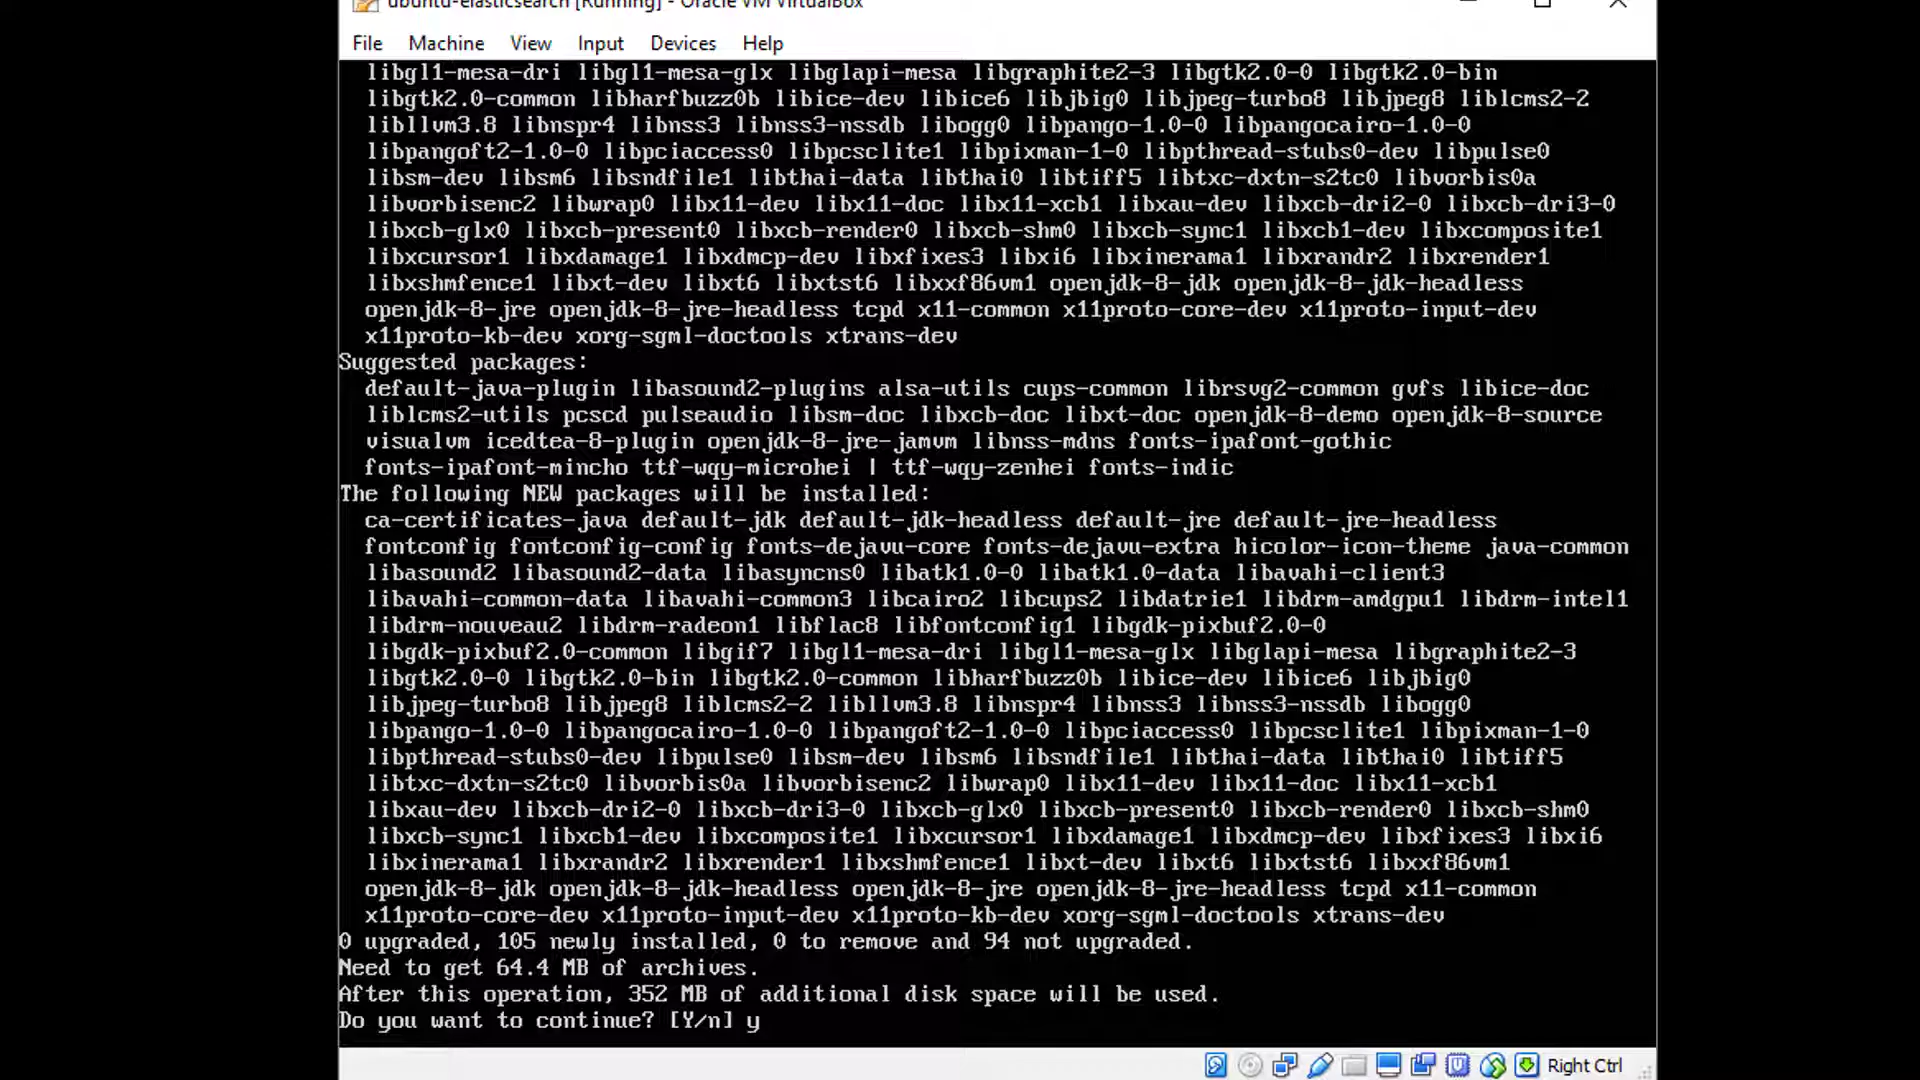 ubuntu-elasticsearch [Running] - Oracle VM VirtualBox
File Machine View Input Devices Help
libgl1-mesa-dri libgl1-mesa-glx libglapi-mesa libgraphite2-3 libgtk2.0-0 libgtk2.0-bin
libgtk2.0-common libharfbuzz0b libice-dev libice6 libjbig0 libjpeg-turbo8 libjpeg8 liblcms2-2
libllvm3.8 libnspr4 libnss3 libnss3-nssdb libogg0 libpango-1.0-0 libpangocairo-1.0-0
libpangoft2-1.0-0 libpciaccess0 libpcsclite1 libpixman-1-0 libpthread-stubs0-dev libpulse0
libsm-dev libsm6 libsndfile1 libthai-data libthai0 libtiff5 libtxc-dxtn-s2tc0 libvorbis0a
libvorbisenc2 libwrap0 libx11-dev libx11-doc libx11-xcb1 libxau-dev libxcb-dri2-0 libxcb-dri3-0
libxcb-glx0 libxcb-present0 libxcb-render0 libxcb-shm0 libxcb-sync1 libxcb1-dev libxcomposite1
libxcursor1 libxdamage1 libxdmcp-dev libxfixes3 libxi6 libxinerama1 libxrandr2 libxrender1
libxshmfence1 libxt-dev libxt6 libxtst6 libxxf86vm1 openjdk-8-jdk openjdk-8-jdk-headless
openjdk-8-jre openjdk-8-jre-headless tcpd x11-common x11proto-core-dev x11proto-input-dev
x11proto-kb-dev xorg-sgml-doctools xtrans-dev
Suggested packages:
default-java-plugin libasound2-plugins alsa-utils cups-common librsvg2-common gvfs libice-doc
liblcms2-utils pcscd pulseaudio libsm-doc libxcb-doc libxt-doc openjdk-8-demo openjdk-8-source
visualvm icedtea-8-plugin openjdk-8-jre-jamvm libnss-mdns fonts-ipafont-gothic
fonts-ipafont-mincho ttf-wqy-microhei | ttf-wqy-zenhei fonts-indic
The following NEW packages will be installed:
ca-certificates-java default-jdk default-jdk-headless default-jre default-jre-headless
fontconfig fontconfig-config fonts-dejavu-core fonts-dejavu-extra hicolor-icon-theme java-common
libasound2 libasound2-data libasyncns0 libatk1.0-0 libatk1.0-data libavahi-client3
libavahi-common-data libavahi-common3 libcairo2 libcups2 libdatrie1 libdrm-amdgpu1 libdrm-intel1
libdrm-nouveau2 libdrm-radeon1 libflac8 libfontconfig1 libgdk-pixbuf2.0-0
libgdk-pixbuf2.0-common libgif7 libgl1-mesa-dri libgl1-mesa-glx libglapi-mesa libgraphite2-3
libgtk2.0-0 libgtk2.0-bin libgtk2.0-common libharfbuzz0b libice-dev libice6 libjbig0
libjpeg-turbo8 libjpeg8 liblcms2-2 libllvm3.8 libnspr4 libnss3 libnss3-nssdb libogg0
libpango-1.0-0 libpangocairo-1.0-0 libpangoft2-1.0-0 libpciaccess0 libpcsclite1 libpixman-1-0
libpthread-stubs0-dev libpulse0 libsm-dev libsm6 libsndfile1 libthai-data libthai0 libtiff5
libtxc-dxtn-s2tc0 libvorbis0a libvorbisenc2 libwrap0 libx11-dev libx11-doc libx11-xcb1
libxau-dev libxcb-dri2-0 libxcb-dri3-0 libxcb-glx0 libxcb-present0 libxcb-render0 libxcb-shm0
libxcb-sync1 libxcb1-dev libxcomposite1 libxcursor1 libxdamage1 libxdmcp-dev libxfixes3 libxi6
libxinerama1 libxrandr2 libxrender1 libxshmfence1 libxt-dev libxt6 libxtst6 libxxf86vm1
openjdk-8-jdk openjdk-8-jdk-headless openjdk-8-jre openjdk-8-jre-headless tcpd x11-common
x11proto-core-dev x11proto-input-dev x11proto-kb-dev xorg-sgml-doctools xtrans-dev
0 upgraded, 105 newly installed, 0 to remove and 94 not upgraded.
Need to get 64.4 MB of archives.
After this operation, 352 MB of additional disk space will be used.
Do you want to continue? [Y/n] y
Right Ctrl